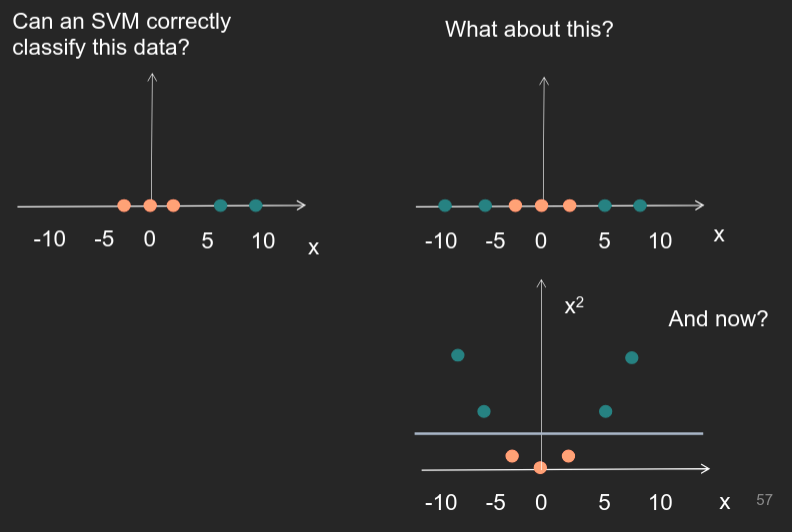 Can an SVM correctly
classify this data?
-10 -5 0 5 10 x
What about this?
-10 -5 0 5 10 x
x²
And now?
-10 -5 0 5 10 x
57